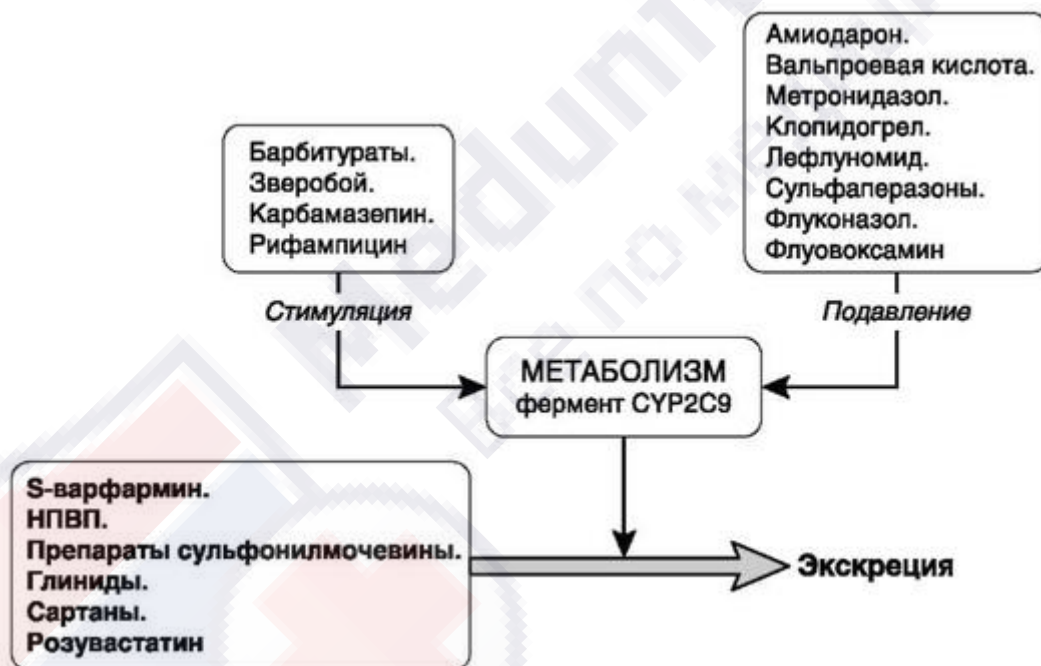 Амиодарон.
Вальпроевая кислота.
Метронидазол.
Клопидогрел.
Лефлуномид.
Сульфаперазоны.
Флуконазол.
Флуовоксамин
Барбитураты.
Зверобой.
Карбамазепин.
Рифампицин
Стимуляция
Подавление
МЕТАБОЛИЗМ
фермент CYP2C9
S-варфармин.
НПВП.
Препараты сульфонилмочевины.
Глиниды.
Сартаны.
Розувастатин
Экскреция